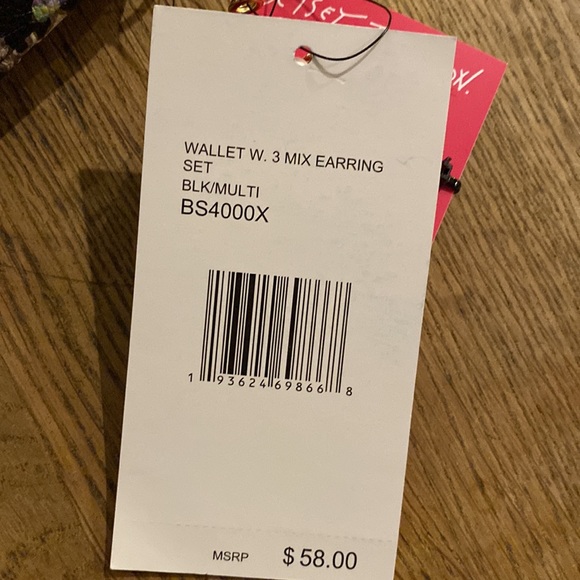 WALLET W. 3 MIX EARRING
SET
BLK/MULTI
BS4000X
1 93624 69866 8
MSRP $ 58.00